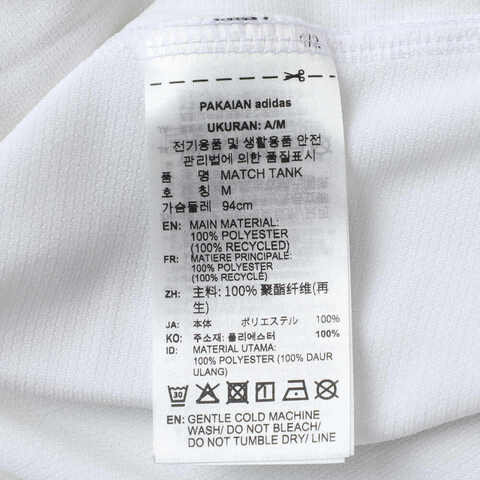 PAKAIAN adidas
UKURAN: A/M
전기용품 및 생활용품 안전
관리법에 의한 품질표시
품 명 MATCH TANK
호 칭 M
가슴둘레 94cm
EN: MAIN MATERIAL:
100% POLYESTER
(100% RECYCLED)
FR: MATIERE PRINCIPALE:
100% POLYESTER
(100% RECYCLE)
ZH: 主料: 100% 聚酯纤维(再
生)
JA: 本体 ポリエステル 100%
KO: 주소재: 폴리에스터 100%
ID: MATERIAL UTAMA:
100% POLYESTER (100% DAUR
ULANG)
30
EN: GENTLE COLD MACHINE
WASH/ DO NOT BLEACH/
DO NOT TUMBLE DRY/ LINE